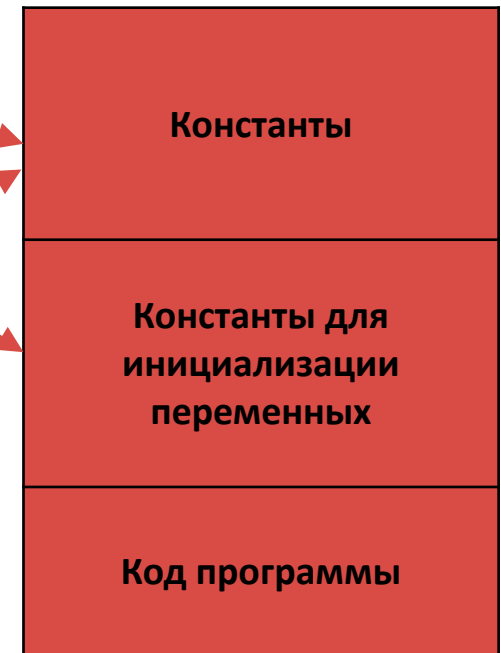 Константы
Константы для
инициализации
переменных
Код программы